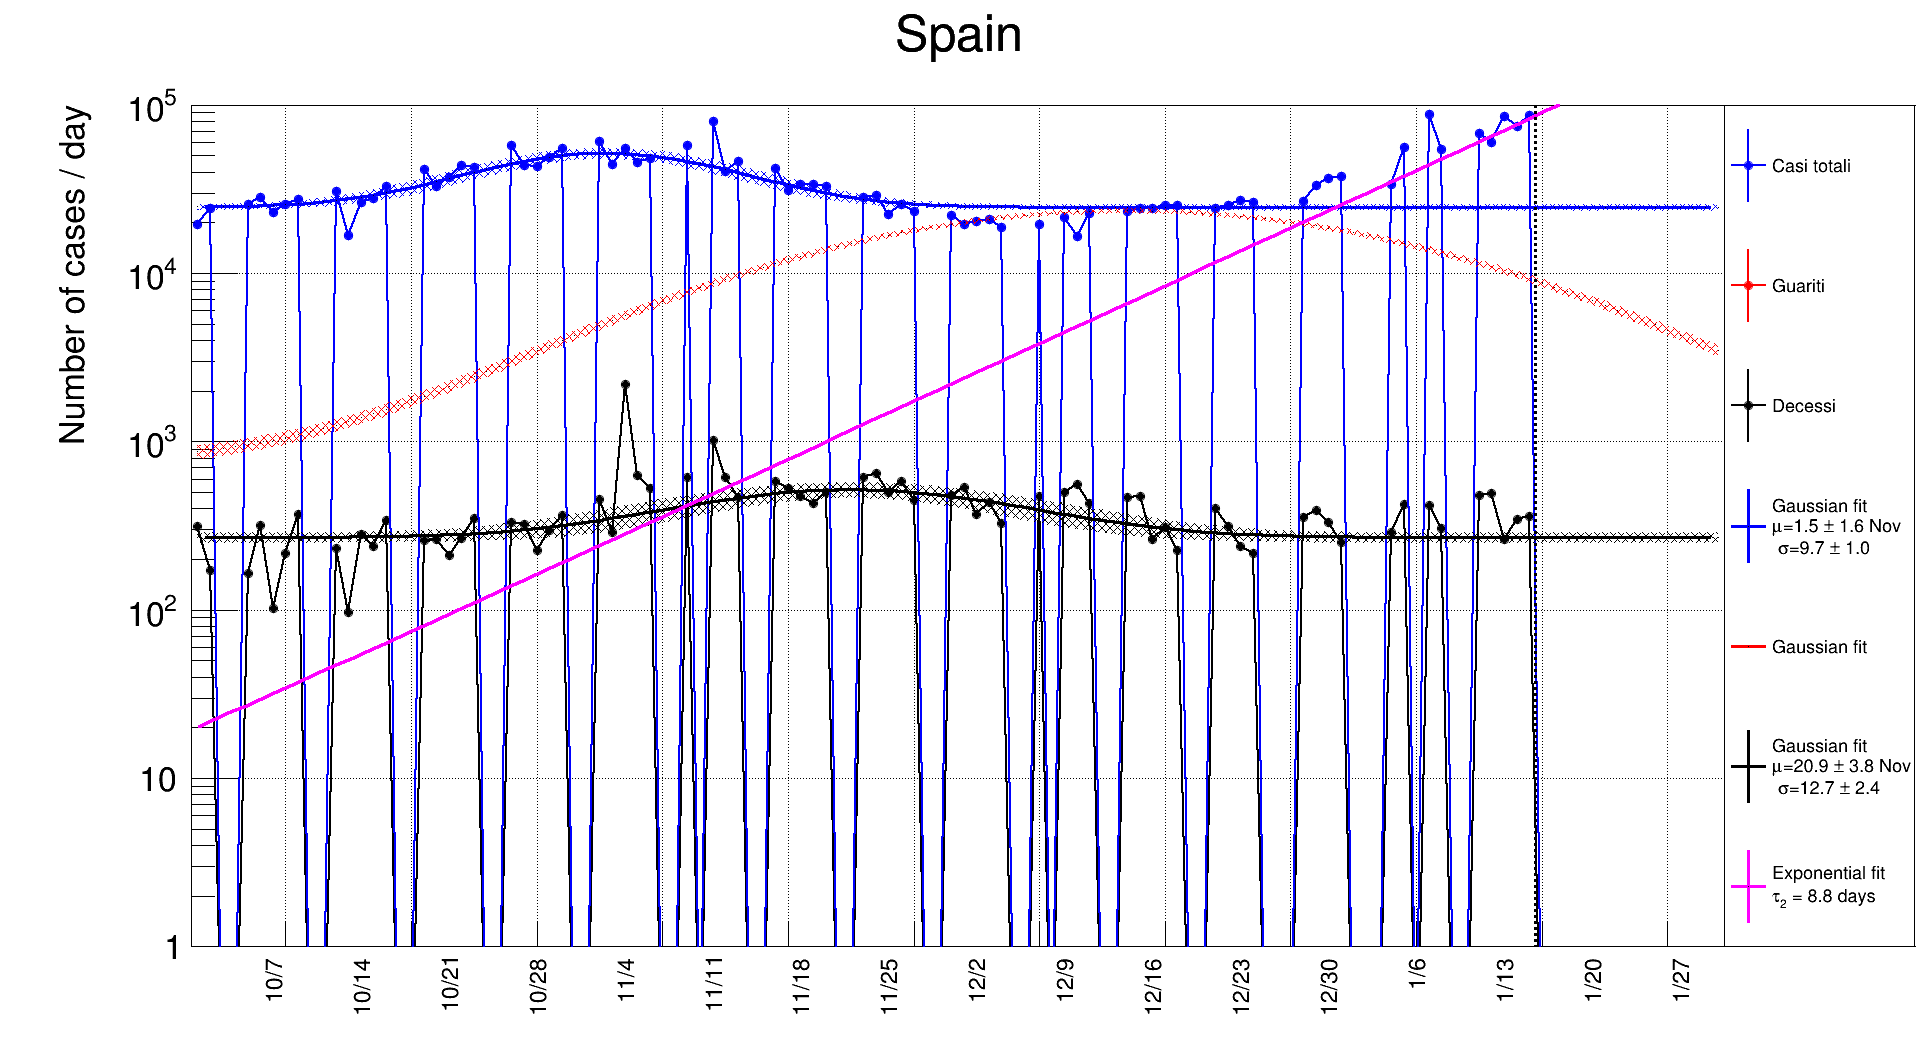 Spain
Number of cases / day
10^5
10^4
10^3
10^2
10
1
10/7
10/14
10/21
10/28
11/4
11/11
11/18
11/25
12/2
12/9
12/16
12/23
12/30
1/6
1/13
1/20
1/27
Casi totali
Guariti
Decessi
Gaussian fit
μ=1.5 ± 1.6 Nov
σ=9.7 ± 1.0
Gaussian fit
Gaussian fit
μ=20.9 ± 3.8 Nov
σ=12.7 ± 2.4
Exponential fit
τ₂ = 8.8 days